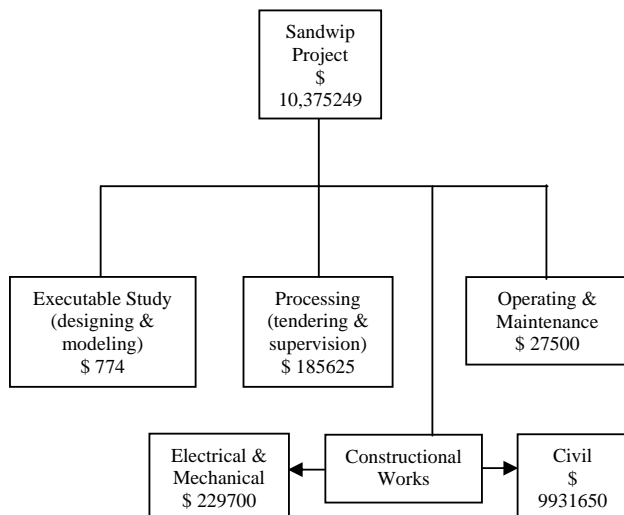 Sandwip
Project
$
10,375249
Executable Study
(designing &
modeling)
$ 774
Processing
(tendering &
supervision)
$ 185625
Operating &
Maintenance
$ 27500
Electrical &
Mechanical
$ 229700
Constructional
Works
Civil
$
9931650